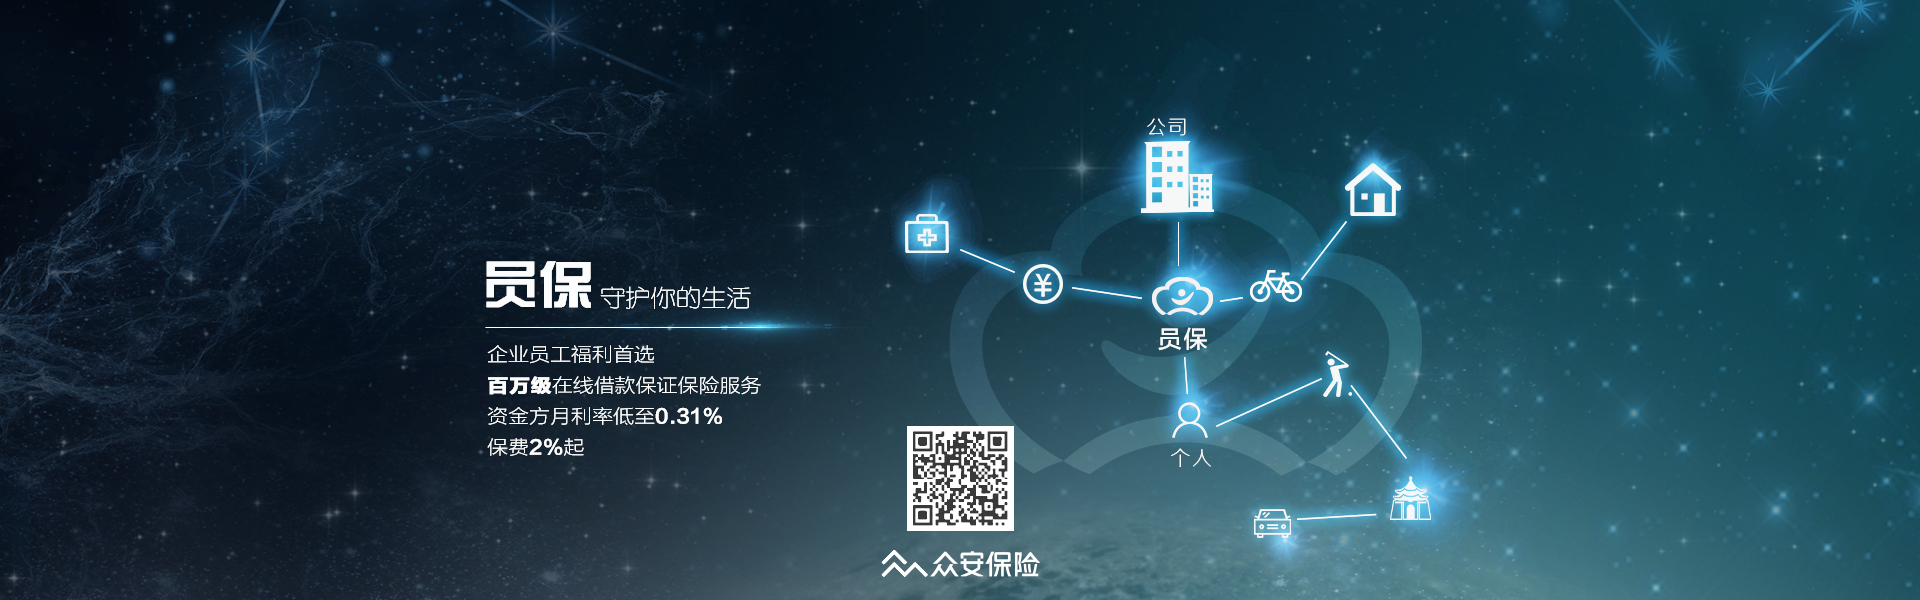 员保 守护你的生活
企业员工福利首选
百万级在线借款保证保险服务
资金方月利率低至0.31%
保费2%起
公司
¥
员保
个人
众安保险